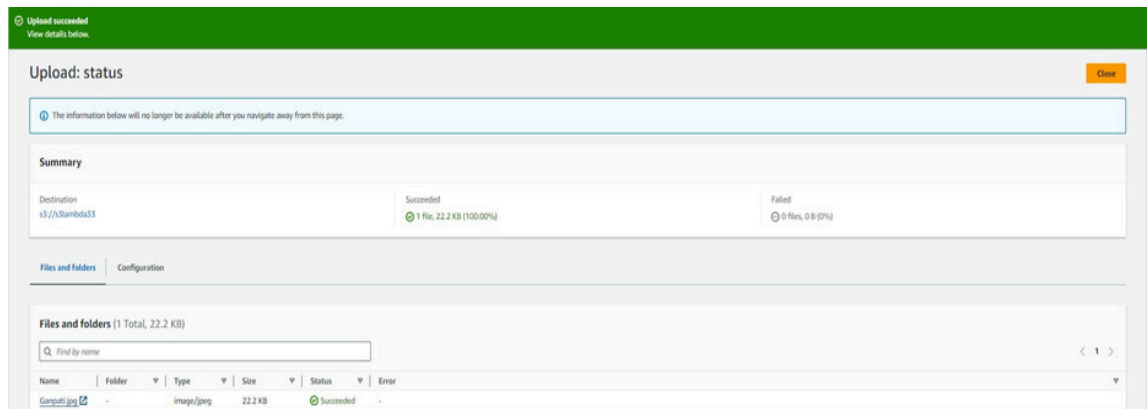 Upload succeeded
View details below.
Upload: status
Close
The information below will no longer be available after you navigate away from this page.
Summary
Destination
s3://s3lambda33
Succeeded
1 file, 22.2 KB (100.00%)
Failed
0 files, 0 B (0%)
Files and folders Configuration
Files and folders (1 Total, 22.2 KB)
Find by name
1
Name Folder Type Size Status Error
Ganpati.jpg - image/jpeg 22.2 KB Succeeded -